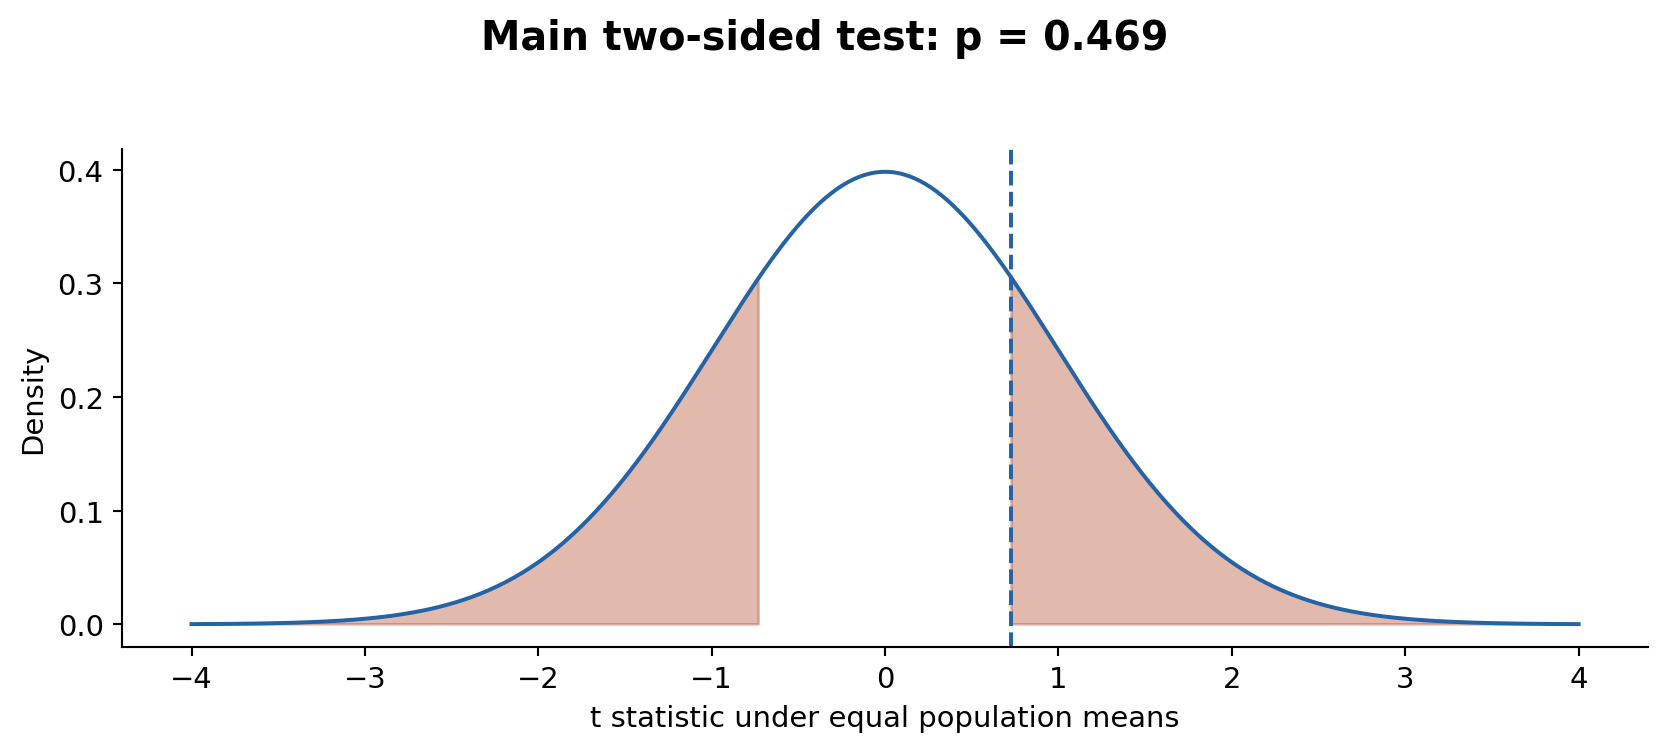 Main two-sided test: p = 0.469
0.4
0.3
0.2
0.1
0.0
Density
−4 −3 −2 −1 0 1 2 3 4
t statistic under equal population means